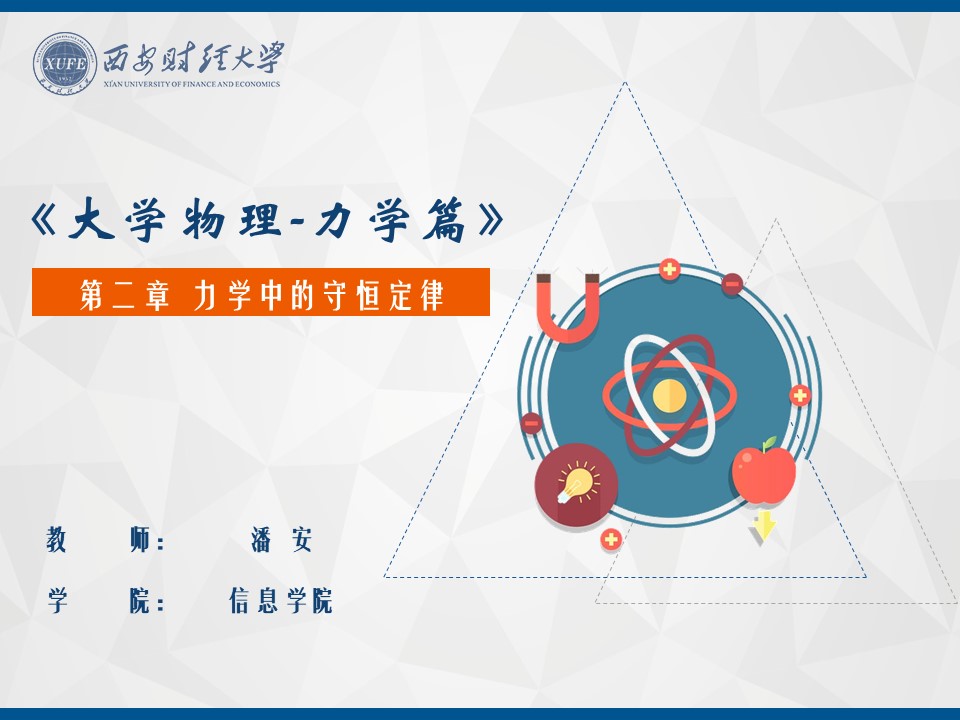 XUFE
1952
西安财经大学
XI'AN UNIVERSITY OF FINANCE AND ECONOMICS
《大学物理-力学篇》
第二章 力学中的守恒定律
教 师： 潘 安
学 院： 信息学院